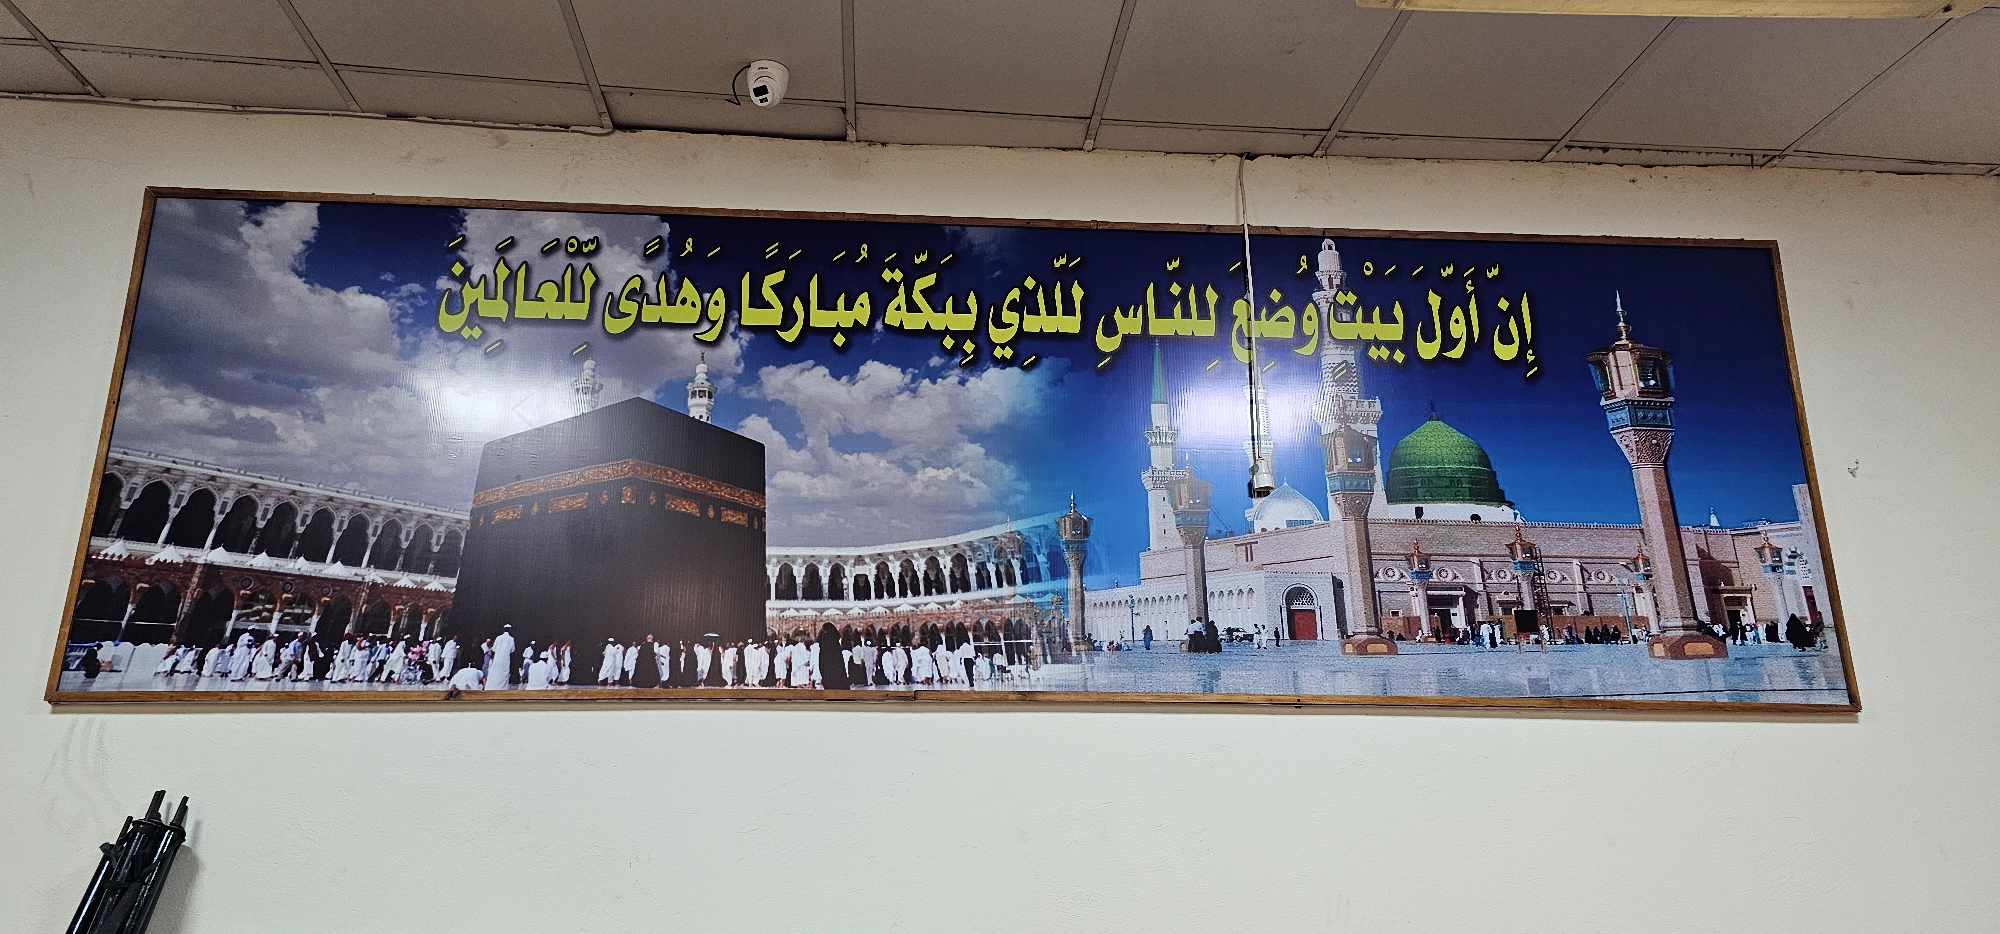 إِنَّ أَوَّلَ بَيْتٍ وُضِعَ لِلنَّاسِ لَلَّذِي بِبَكَّةَ مُبَارَكًا وَهُدًى لِّلْعَالَمِينَ